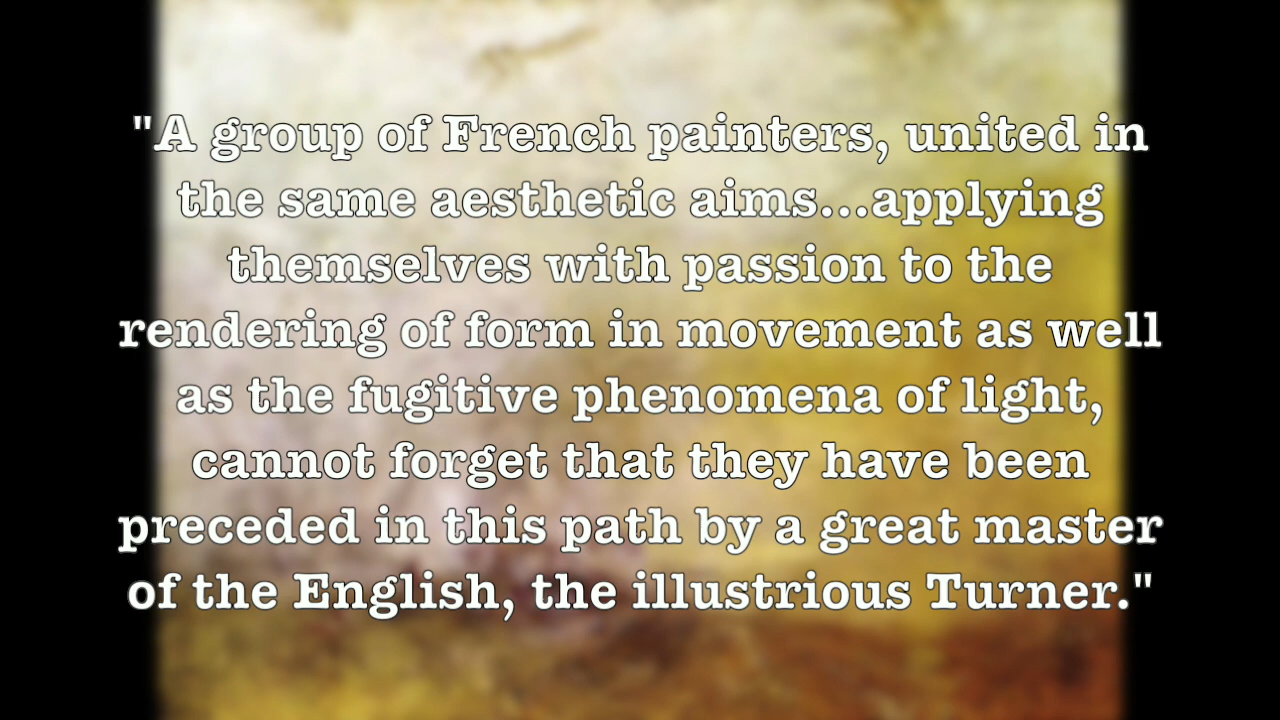 "A group of French painters, united in
the same aesthetic aims...applying
themselves with passion to the
rendering of form in movement as well
as the fugitive phenomena of light,
cannot forget that they have been
preceded in this path by a great master
of the English, the illustrious Turner."